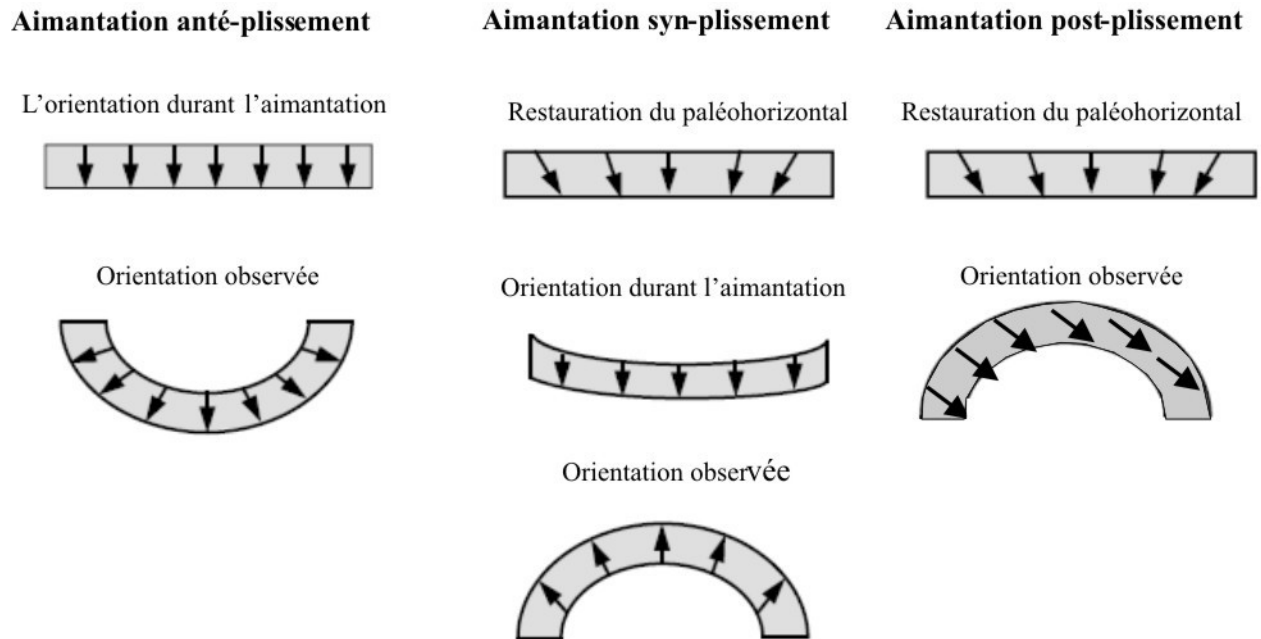 Aimantation anté-plissement
Aimantation syn-plissement
Aimantation post-plissement
L'orientation durant l'aimantation
Restauration du paléohorizontal
Restauration du paléohorizontal
Orientation observée
Orientation durant l'aimantation
Orientation observée
Orientation observée